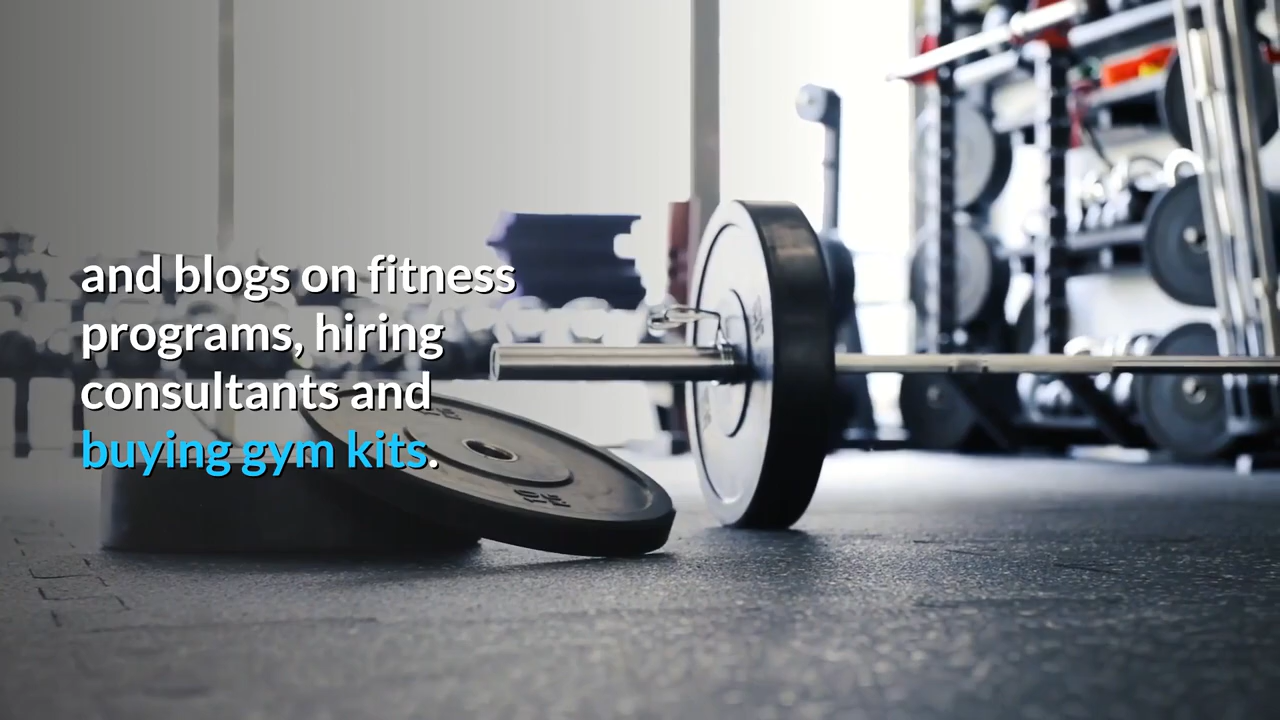 and blogs on fitness
programs, hiring
consultants and
buying gym kits.